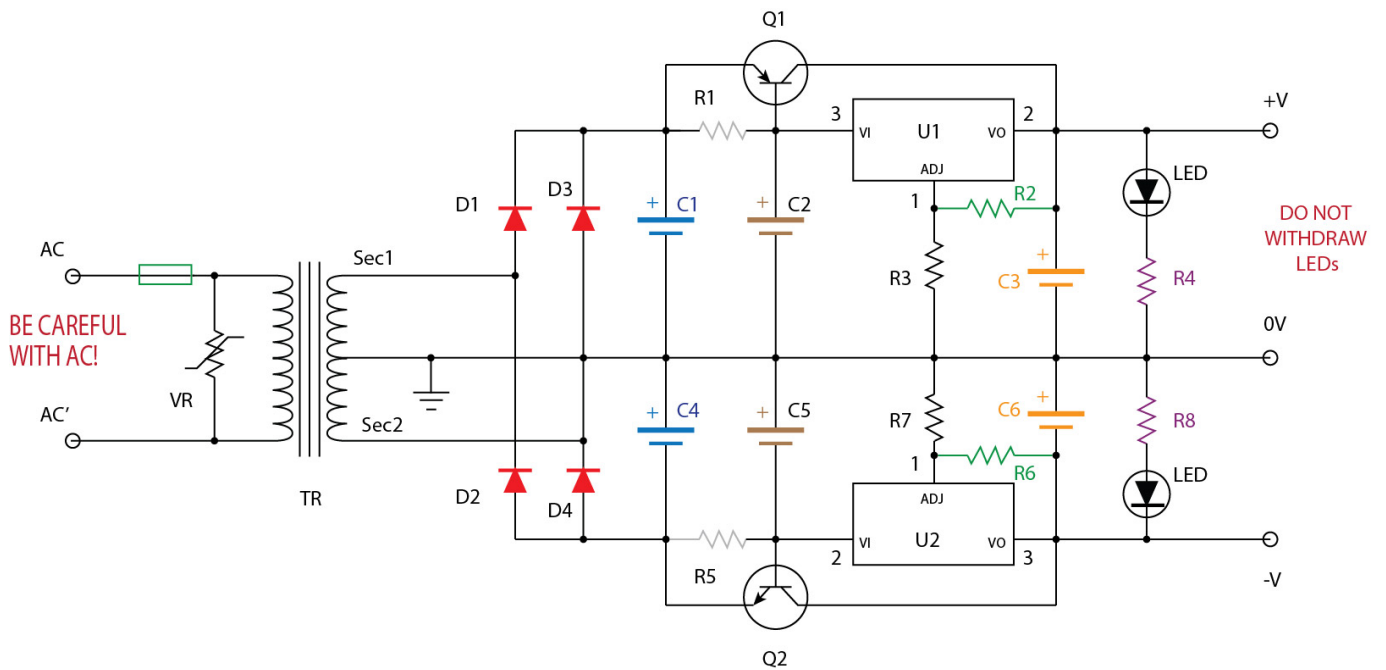 Q1
R1
3
U1
2
VI
VO
ADJ
+V
D3
D1
+
C1
+
C2
1
R2
LED
DO NOT
WITHDRAW
LEDs
AC
Sec1
R3
+
C3
R4
BE CAREFUL
WITH AC!
0V
VR
AC'
Sec2
+
C4
+
C5
R7
+
C6
R8
1
R6
LED
TR
D2
D4
ADJ
VI
U2
VO
R5
2
3
-V
Q2